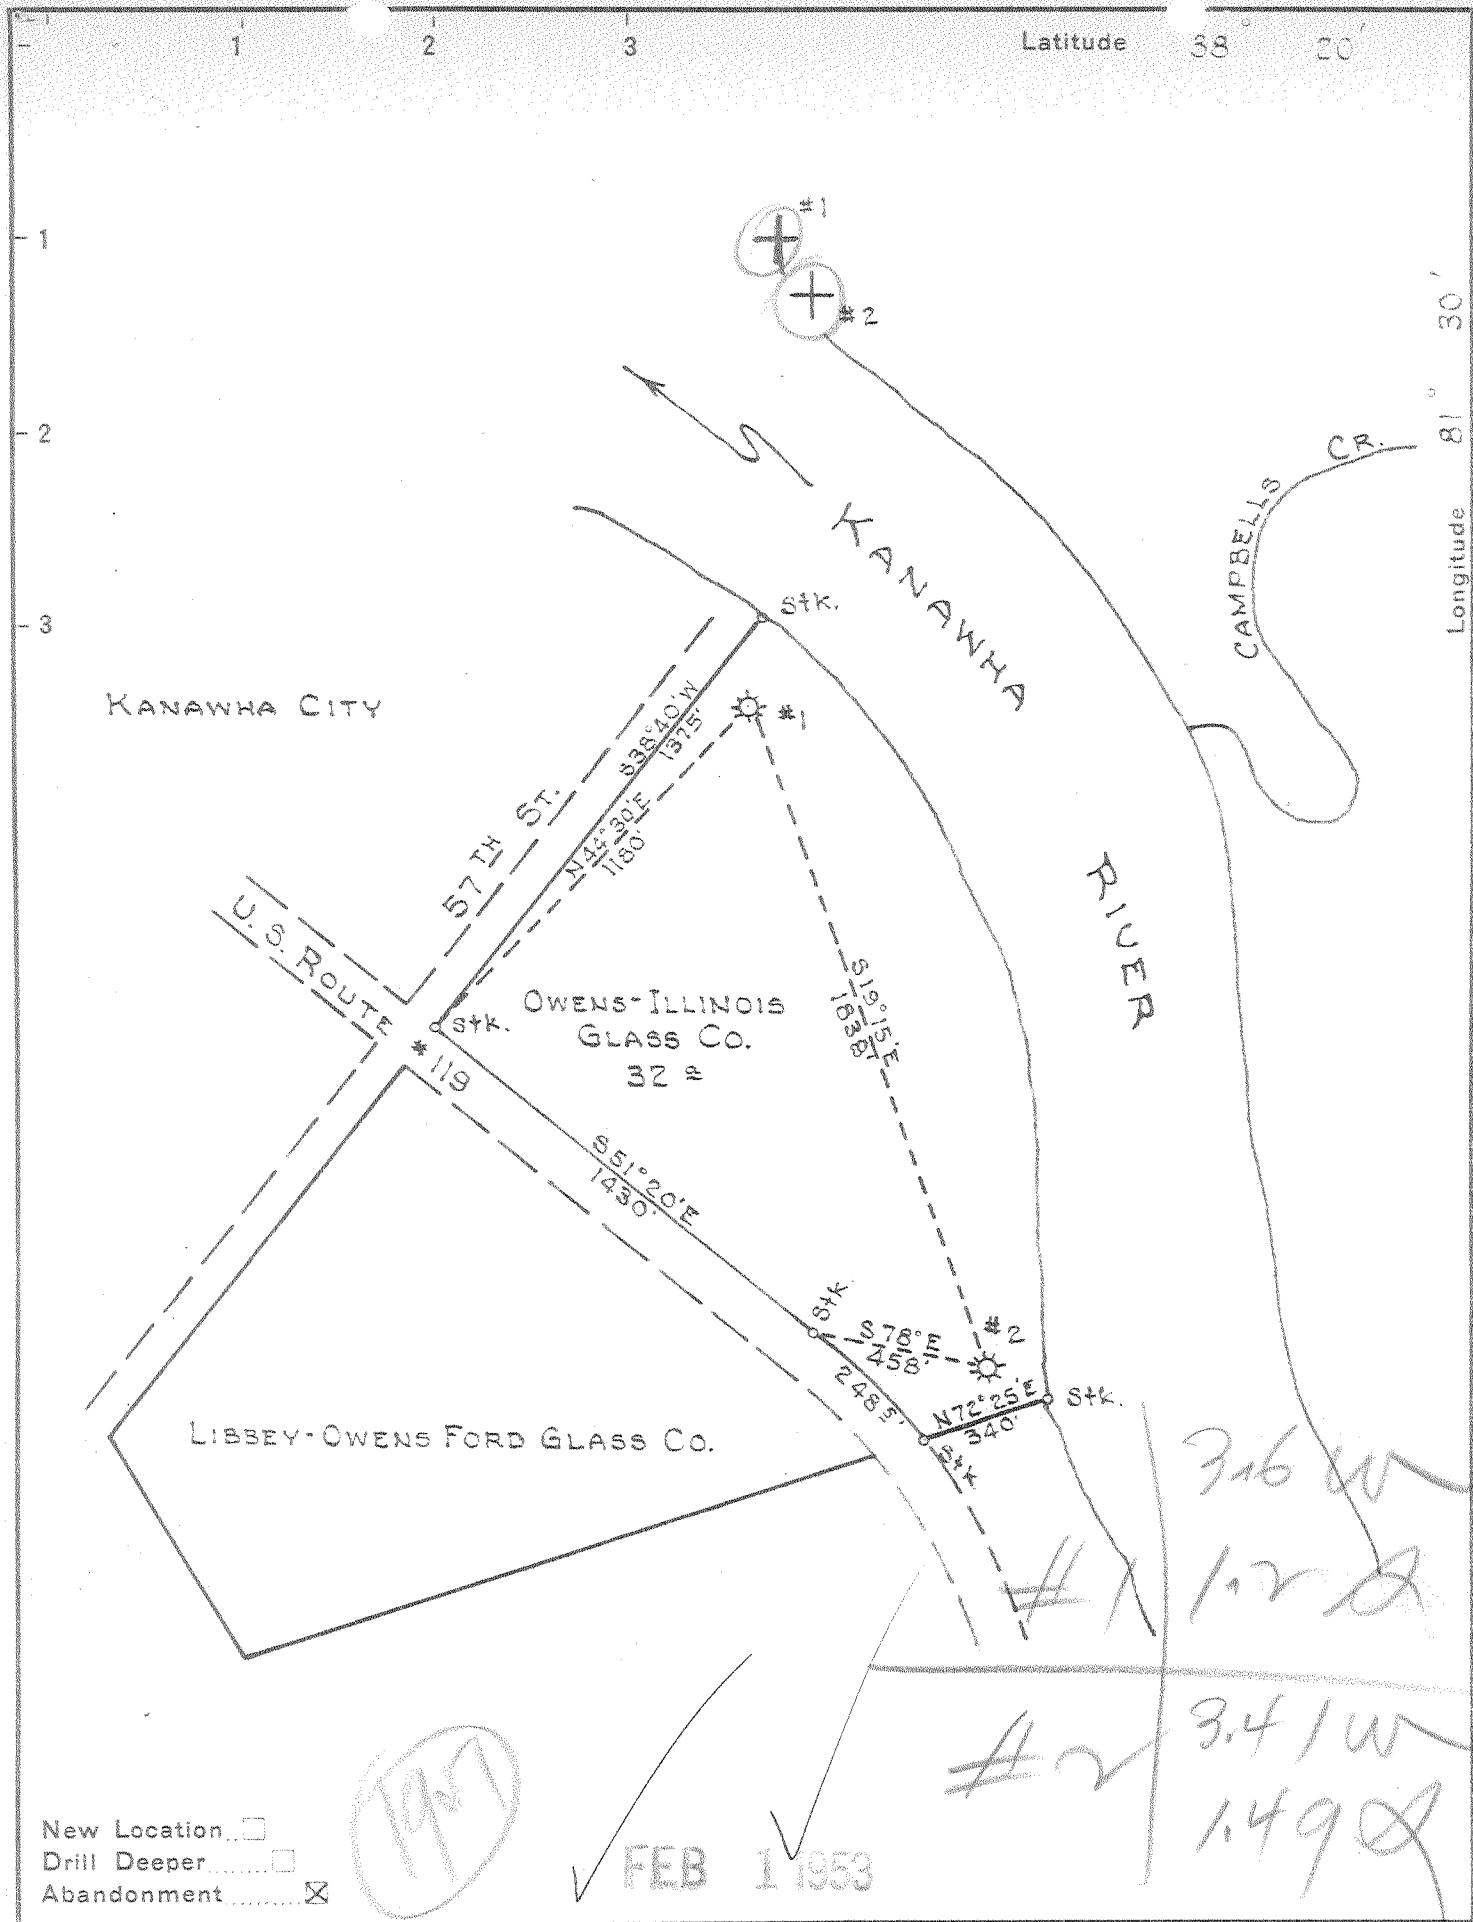 1 2 3 Latitude 38° 20'
#1
1
#2
81° 30'
Longitude
2
CAMPBELLS CR.
KANAWHA RIVER
3
Stk.
KANAWHA CITY
#1
S38°40'W
1375'
N44°30'E
1180'
57TH ST.
U.S. ROUTE #119
Stk.
OWENS-ILLINOIS
GLASS CO.
32 a
S19°15'E
1838'
S51°20'E
1430'
Stk
S78°E
458'
#2
248.5'
N72°25'E
340'
Stk.
Stk
LIBBEY-OWENS FORD GLASS CO.
3.6 W
#1 1.2 S
#2 3.41 W
1.49 S
New Location
Drill Deeper
Abandonment ☒
FEB 1 1953